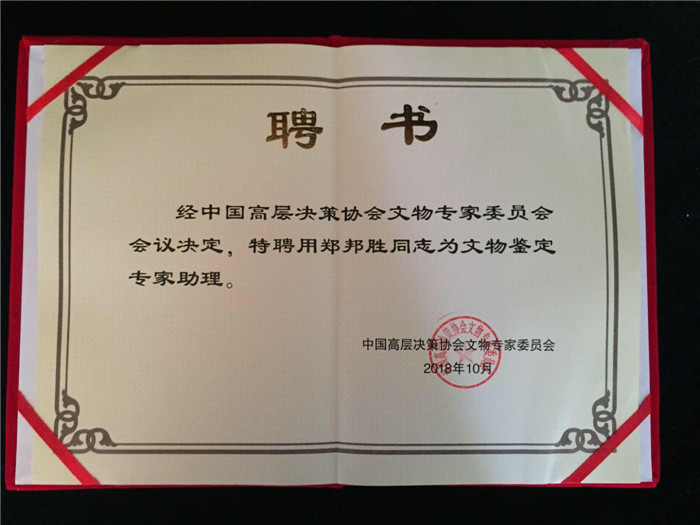 聘书
经中国高层决策协会文物专家委员会
会议决定，特聘用郑邦胜同志为文物鉴定
专家助理。
中国高层决策协会文物专家委员会
2018年10月